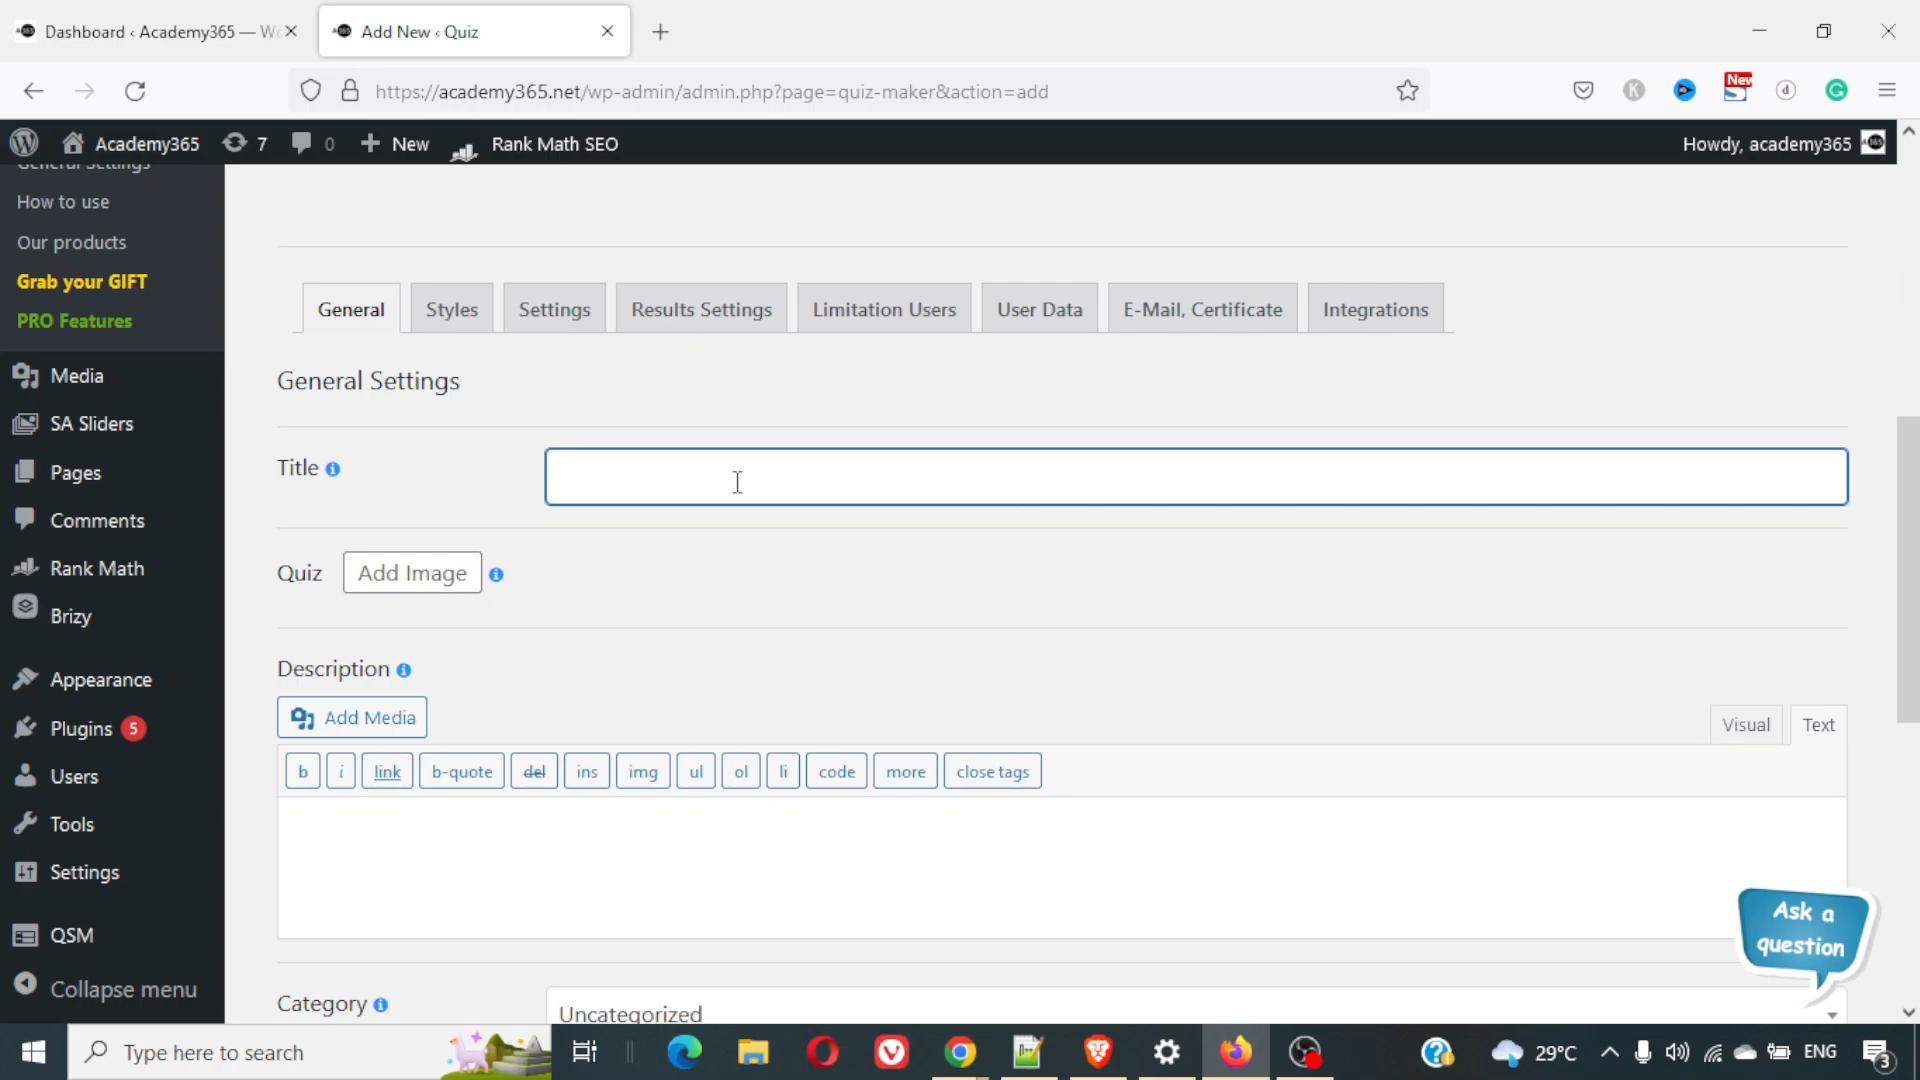 Dashboard ‹ Academy365 — Wo
Add New ‹ Quiz
https://academy365.net/wp-admin/admin.php?page=quiz-maker&action=add
New
Academy365
7
0
New
Rank Math SEO
Howdy, academy365
General Settings
How to use
Our products
Grab your GIFT
PRO Features
Media
SA Sliders
Pages
Comments
Rank Math
Brizy
Appearance
Plugins 5
Users
Tools
Settings
QSM
Collapse menu
General
Styles
Settings
Results Settings
Limitation Users
User Data
E-Mail, Certificate
Integrations
General Settings
Title
Quiz
Add Image
Description
Add Media
Visual
Text
b
i
link
b-quote
del
ins
img
ul
ol
li
code
more
close tags
Ask a
question
Category
Uncategorized
Type here to search
29°C
ENG
3